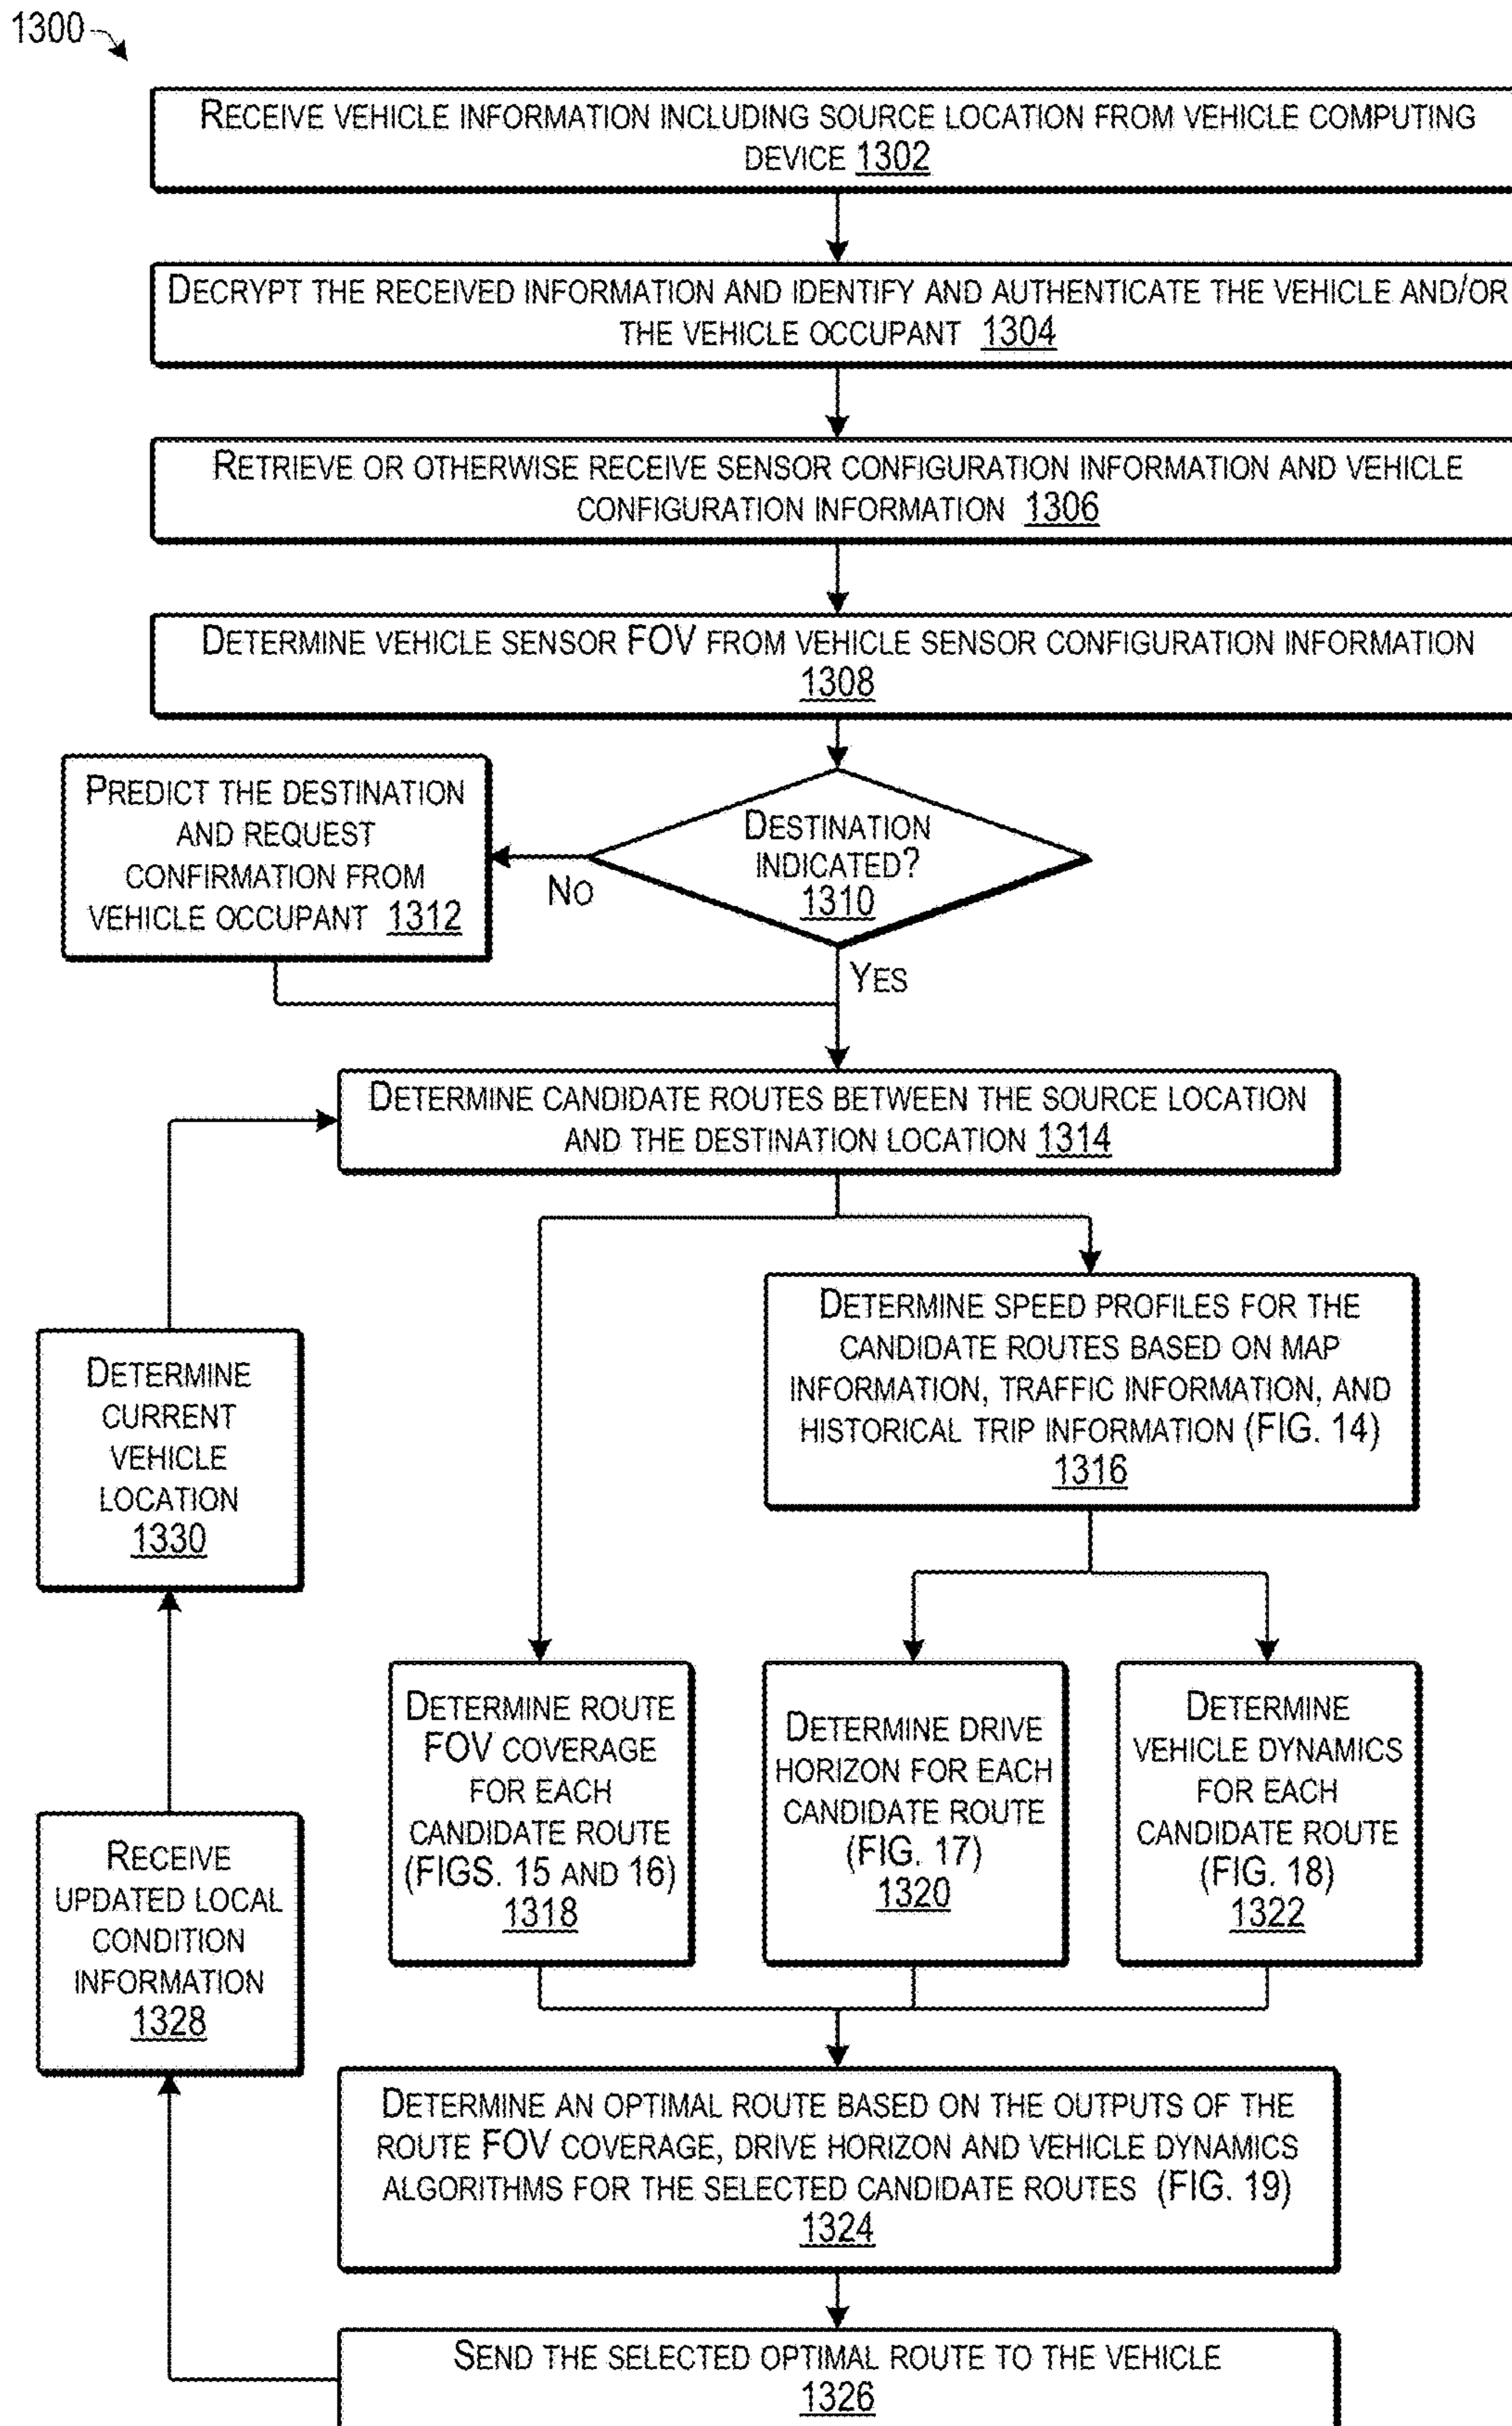 1300
RECEIVE VEHICLE INFORMATION INCLUDING SOURCE LOCATION FROM VEHICLE COMPUTING
DEVICE 1302
DECRYPT THE RECEIVED INFORMATION AND IDENTIFY AND AUTHENTICATE THE VEHICLE AND/OR
THE VEHICLE OCCUPANT 1304
RETRIEVE OR OTHERWISE RECEIVE SENSOR CONFIGURATION INFORMATION AND VEHICLE
CONFIGURATION INFORMATION 1306
DETERMINE VEHICLE SENSOR FOV FROM VEHICLE SENSOR CONFIGURATION INFORMATION
1308
PREDICT THE DESTINATION
AND REQUEST
CONFIRMATION FROM
VEHICLE OCCUPANT 1312
DESTINATION
INDICATED?
1310
NO
YES
DETERMINE CANDIDATE ROUTES BETWEEN THE SOURCE LOCATION
AND THE DESTINATION LOCATION 1314
DETERMINE SPEED PROFILES FOR THE
CANDIDATE ROUTES BASED ON MAP
INFORMATION, TRAFFIC INFORMATION, AND
HISTORICAL TRIP INFORMATION (FIG. 14)
1316
DETERMINE
CURRENT
VEHICLE
LOCATION
1330
DETERMINE ROUTE
FOV COVERAGE
FOR EACH
CANDIDATE ROUTE
(FIGS. 15 AND 16)
1318
DETERMINE DRIVE
HORIZON FOR EACH
CANDIDATE ROUTE
(FIG. 17)
1320
DETERMINE
VEHICLE DYNAMICS
FOR EACH
CANDIDATE ROUTE
(FIG. 18)
1322
RECEIVE
UPDATED LOCAL
CONDITION
INFORMATION
1328
DETERMINE AN OPTIMAL ROUTE BASED ON THE OUTPUTS OF THE
ROUTE FOV COVERAGE, DRIVE HORIZON AND VEHICLE DYNAMICS
ALGORITHMS FOR THE SELECTED CANDIDATE ROUTES (FIG. 19)
1324
SEND THE SELECTED OPTIMAL ROUTE TO THE VEHICLE
1326